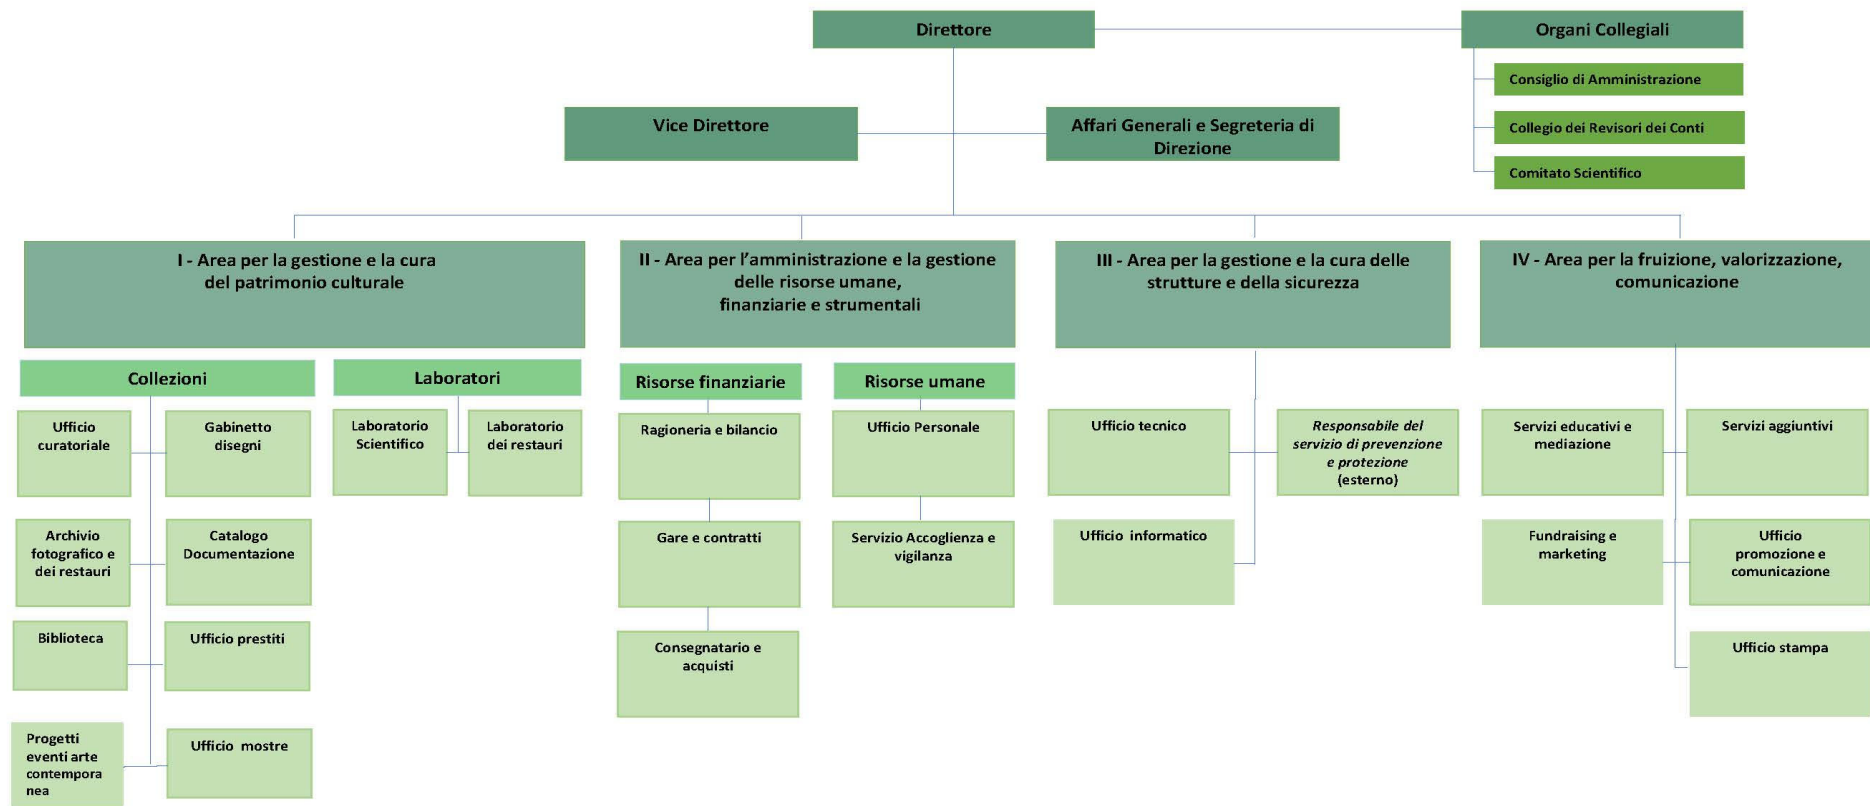 Direttore
Organi Collegiali
Consiglio di Amministrazione
Collegio dei Revisori dei Conti
Comitato Scientifico
Vice Direttore
Affari Generali e Segreteria di
Direzione
I - Area per la gestione e la cura
del patrimonio culturale
II - Area per l'amministrazione e la gestione
delle risorse umane,
finanziarie e strumentali
III - Area per la gestione e la cura delle
strutture e della sicurezza
IV - Area per la fruizione, valorizzazione,
comunicazione
Collezioni
Laboratori
Risorse finanziarie
Risorse umane
Ufficio
curatoriale
Gabinetto
disegni
Laboratorio
Scientifico
Laboratorio
dei restauri
Ragioneria e bilancio
Ufficio Personale
Ufficio tecnico
Responsabile del
servizio di prevenzione
e protezione
(esterno)
Servizi educativi e
mediazione
Servizi aggiuntivi
Archivio
fotografico e
dei restauri
Catalogo
Documentazione
Gare e contratti
Servizio Accoglienza e
vigilanza
Ufficio informatico
Fundraising e
marketing
Ufficio
promozione e
comunicazione
Biblioteca
Ufficio prestiti
Consegnatario e
acquisti
Ufficio stampa
Progetti
eventi arte
contempora
nea
Ufficio mostre